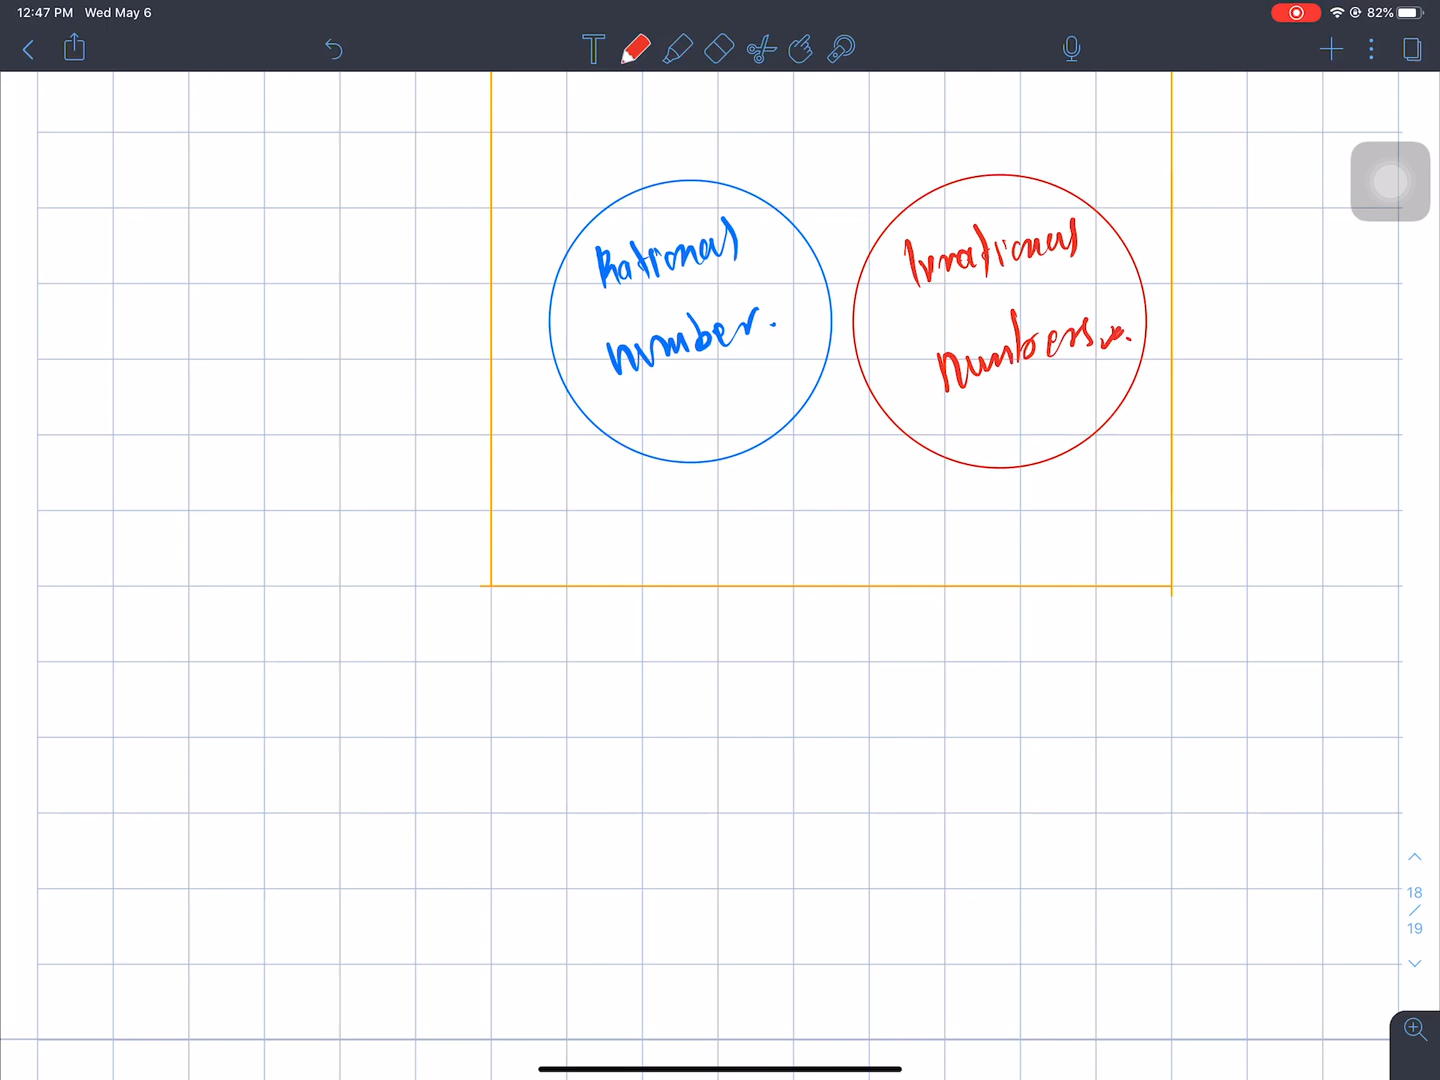 12:47 PM Wed May 6
82%
Rational
number.
Irrational
numbers.
18
/
19